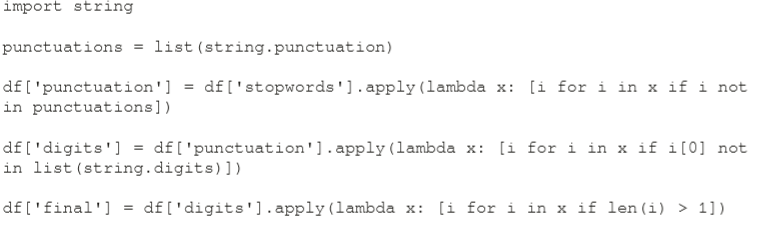 import string
punctuations = list(string.punctuation)
df['punctuation'] = df['stopwords'].apply(lambda x: [i for i in x if i not
in punctuations])
df['digits'] = df['punctuation'].apply(lambda x: [i for i in x if i[0] not
in list(string.digits)])
df['final'] = df['digits'].apply(lambda x: [i for i in x if len(i) > 1])